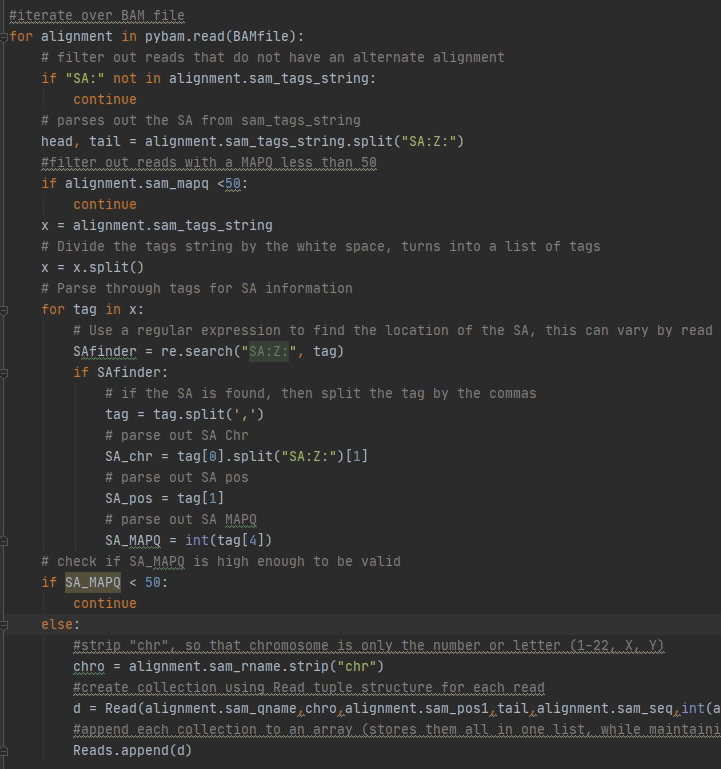 #iterate over BAM file
for alignment in pybam.read(BAMfile):
    # filter out reads that do not have an alternate alignment
    if "SA:" not in alignment.sam_tags_string:
        continue
    # parses out the SA from sam_tags_string
    head, tail = alignment.sam_tags_string.split("SA:Z:")
    #filter out reads with a MAPQ less than 50
    if alignment.sam_mapq <50:
        continue
    x = alignment.sam_tags_string
    # Divide the tags string by the white space, turns into a list of tags
    x = x.split()
    # Parse through tags for SA information
    for tag in x:
        # Use a regular expression to find the location of the SA, this can vary by read
        SAfinder = re.search("SA:Z:", tag)
        if SAfinder:
            # if the SA is found, then split the tag by the commas
            tag = tag.split(',')
            # parse out SA Chr
            SA_chr = tag[0].split("SA:Z:")[1]
            # parse out SA pos
            SA_pos = tag[1]
            # parse out SA MAPQ
            SA_MAPQ = int(tag[4])
    # check if SA_MAPQ is high enough to be valid
    if SA_MAPQ < 50:
        continue
    else:
        #strip "chr", so that chromosome is only the number or letter (1-22, X, Y)
        chro = alignment.sam_rname.strip("chr")
        #create collection using Read tuple structure for each read
        d = Read(alignment.sam_qname,chro,alignment.sam_pos1,tail,alignment.sam_seq,int(a
        #append each collection to an array (stores them all in one list, while maintaini
        Reads.append(d)